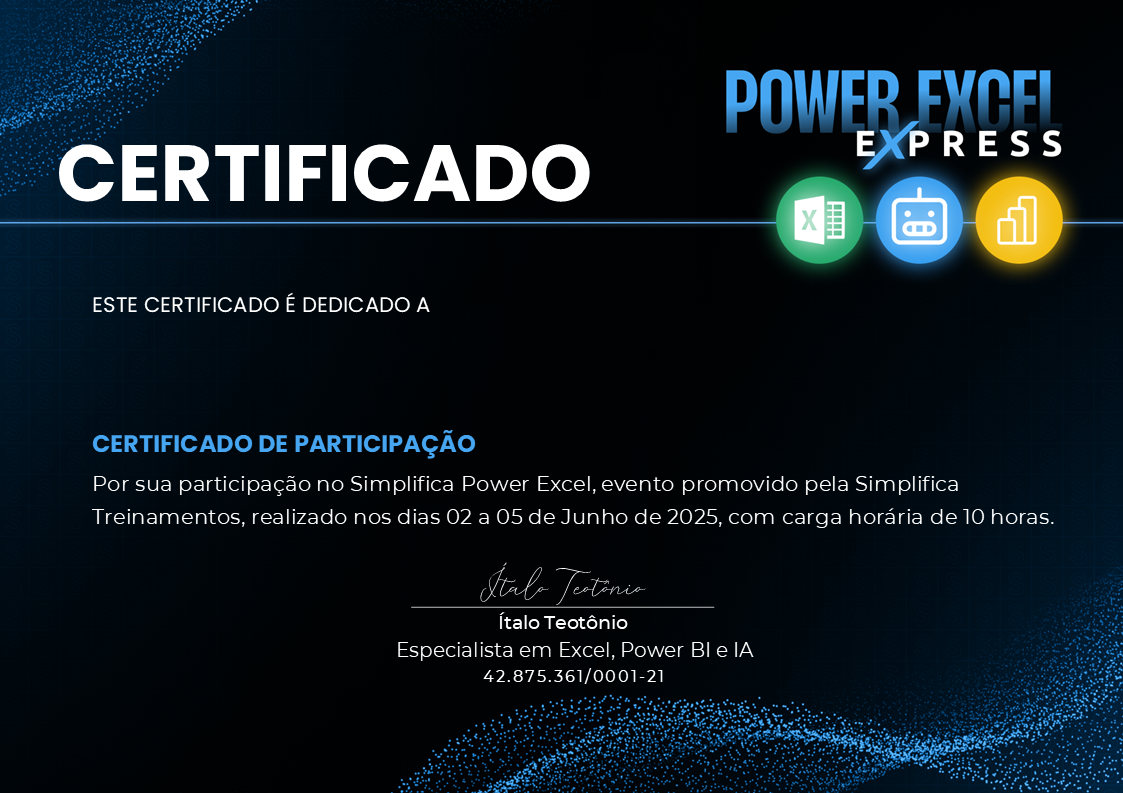 POWER EXCEL
EXPRESS
CERTIFICADO
X
ESTE CERTIFICADO É DEDICADO A
CERTIFICADO DE PARTICIPAÇÃO
Por sua participação no Simplifica Power Excel, evento promovido pela Simplifica
Treinamentos, realizado nos dias 02 a 05 de Junho de 2025, com carga horária de 10 horas.
Ítalo Teotônio
Ítalo Teotônio
Especialista em Excel, Power BI e IA
42.875.361/0001-21